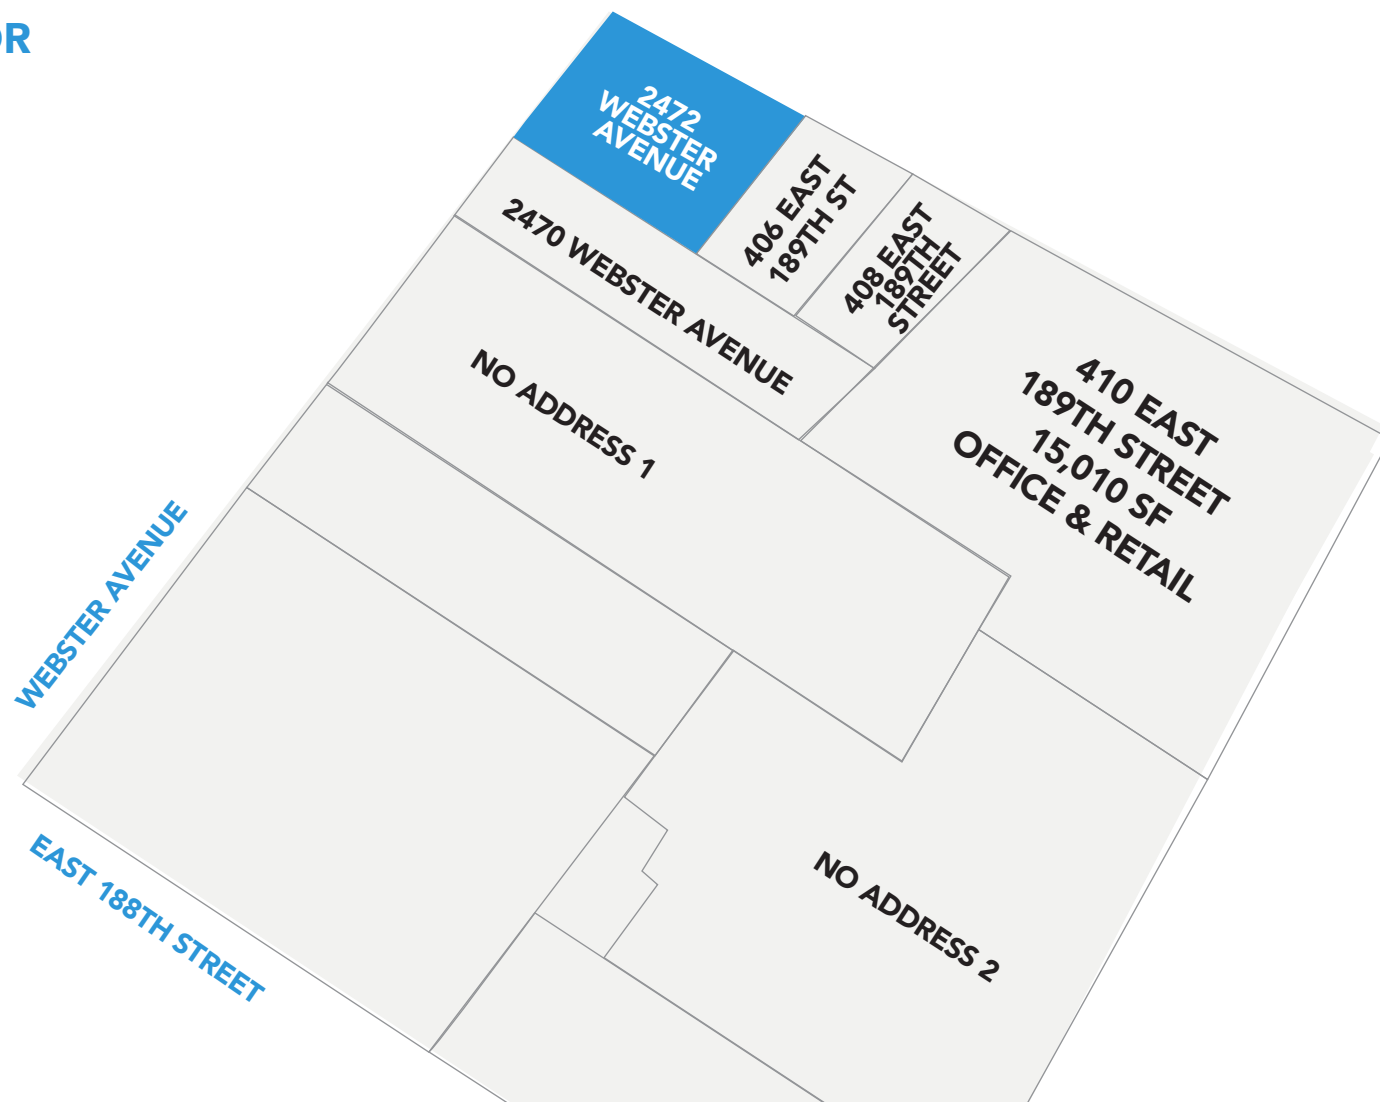 OR
2472
WEBSTER
AVENUE
406 EAST
189TH ST
408 EAST
189TH
STREET
2470 WEBSTER AVENUE
410 EAST
189TH STREET
15,010 SF
OFFICE & RETAIL
NO ADDRESS 1
WEBSTER AVENUE
EAST 188TH STREET
NO ADDRESS 2